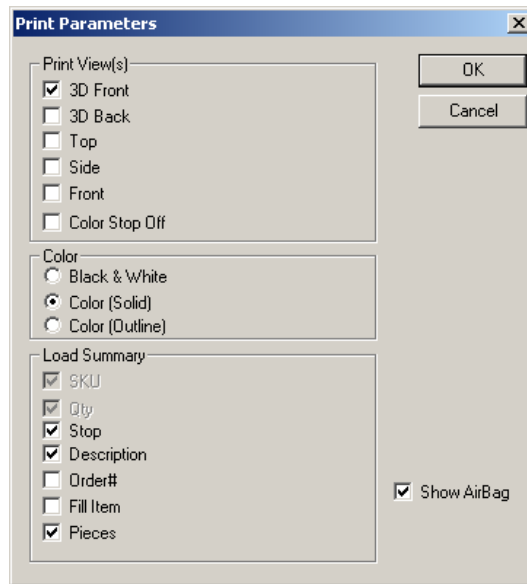 Print Parameters
Print View(s)
3D Front
3D Back
Top
Side
Front
Color Stop Off
OK
Cancel
Color
Black & White
Color (Solid)
Color (Outline)
Load Summary
SKU
Qty
Stop
Description
Order#
Fill Item
Pieces
Show AirBag